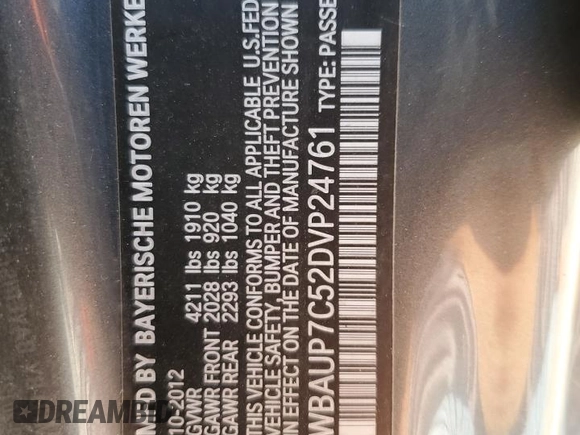 MED BY BAYERISCHE MOTOREN WERKE
10/2012
GVWR 4211 lbs 1910 kg
GAWR FRONT 2028 lbs 920 kg
GAWR REAR 2293 lbs 1040 kg
THIS VEHICLE CONFORMS TO ALL APPLICABLE U.S.FED
VEHICLE SAFETY, BUMPER AND THEFT PREVENTION
IN EFFECT ON THE DATE OF MANUFACTURE SHOWN
WBAUP7C52DVP24761 TYPE: PASSE
DREAMBID